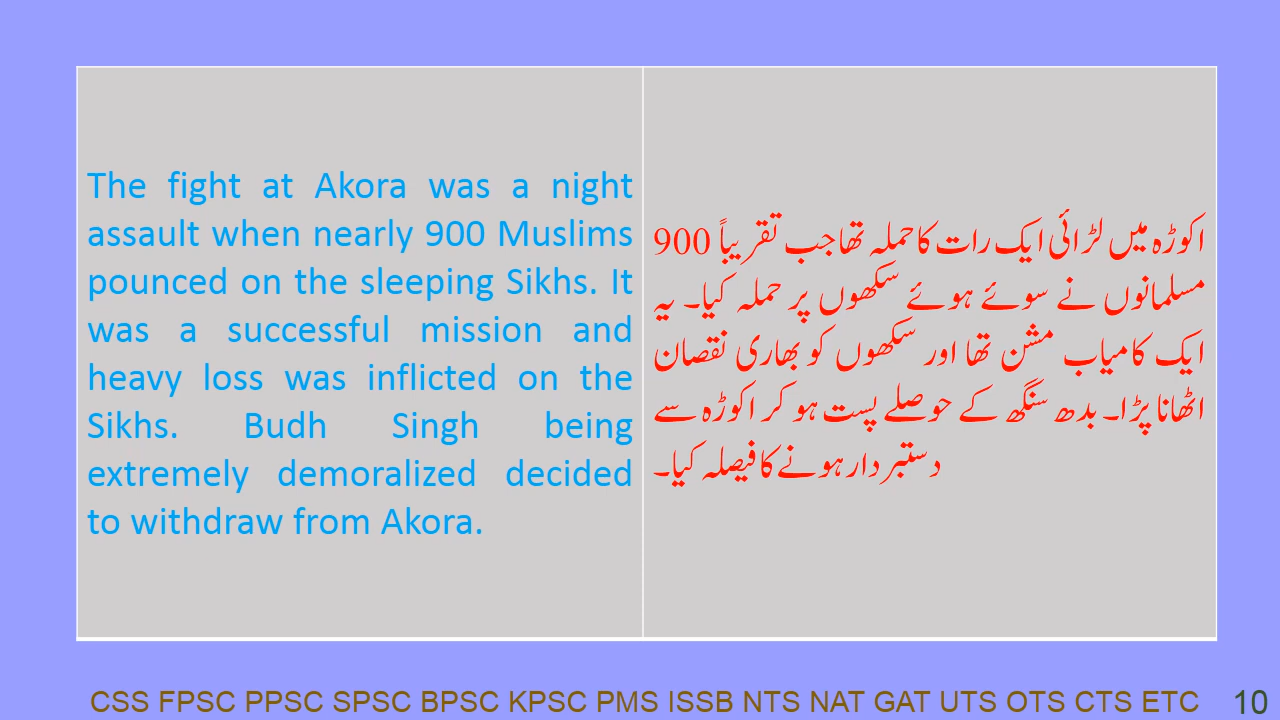 The fight at Akora was a night
assault when nearly 900 Muslims
pounced on the sleeping Sikhs. It
was a successful mission and
heavy loss was inflicted on the
Sikhs. Budh Singh being
extremely demoralized decided
to withdraw from Akora.
اکوڑہ میں لڑائی ایک رات کا حملہ تھا جب تقریباً 900
مسلمانوں نے سوئے ہوئے سکھوں پر حملہ کیا۔ یہ
ایک کامیاب مشن تھا اور سکھوں کو بھاری نقصان
اٹھانا پڑا۔ بدھ سنگھ کے حوصلے پست ہو کر اکوڑہ سے
دستبردار ہونے کا فیصلہ کیا۔
CSS FPSC PPSC SPSC BPSC KPSC PMS ISSB NTS NAT GAT UTS OTS CTS ETC 10